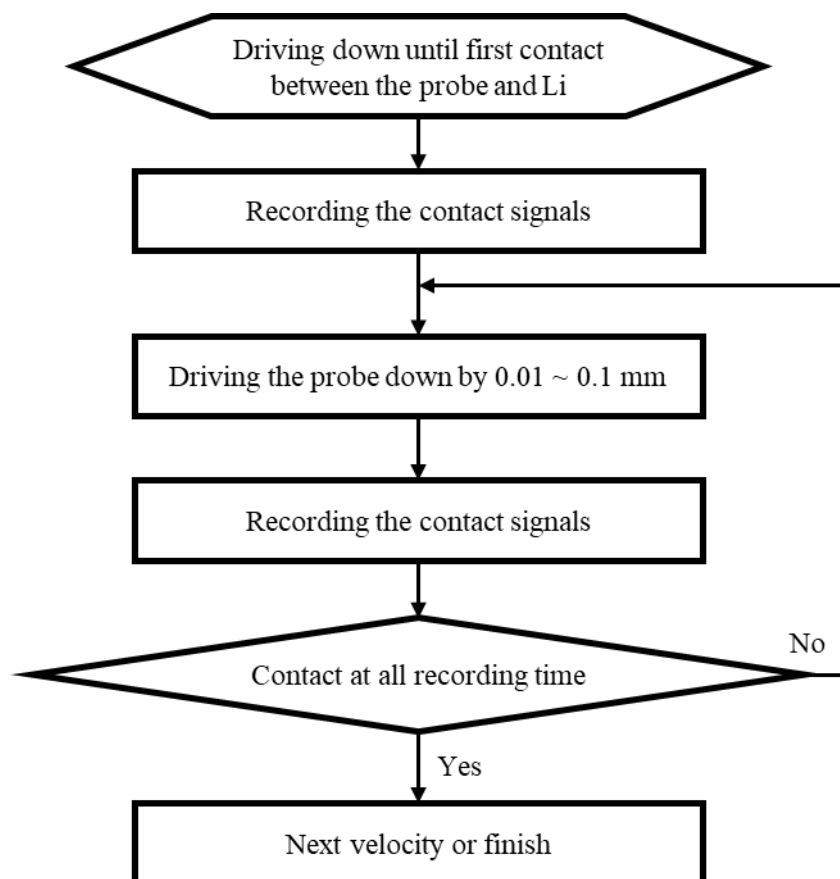 Driving down until first contact
between the probe and Li
Recording the contact signals
Driving the probe down by 0.01 ~ 0.1 mm
Recording the contact signals
No
Contact at all recording time
Yes
Next velocity or finish